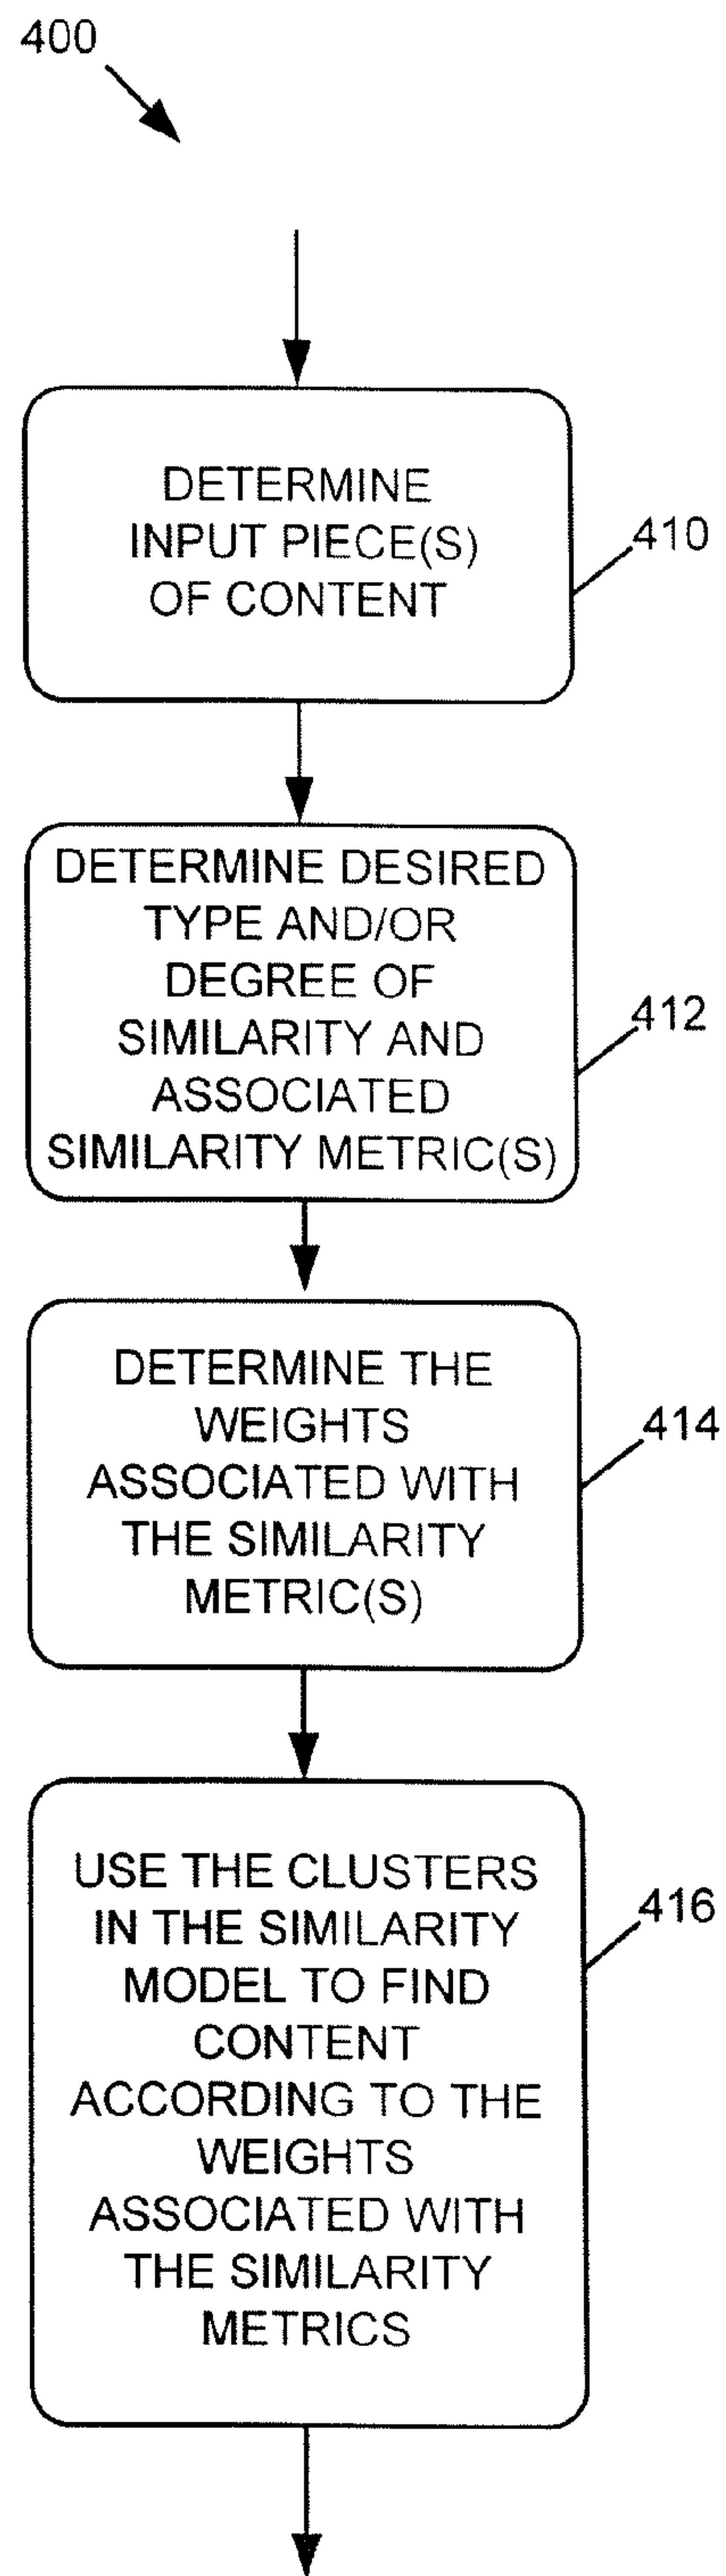 400
DETERMINE
INPUT PIECE(S)
OF CONTENT
410
DETERMINE DESIRED
TYPE AND/OR
DEGREE OF
SIMILARITY AND
ASSOCIATED
SIMILARITY METRIC(S)
412
DETERMINE THE
WEIGHTS
ASSOCIATED WITH
THE SIMILARITY
METRIC(S)
414
USE THE CLUSTERS
IN THE SIMILARITY
MODEL TO FIND
CONTENT
ACCORDING TO THE
WEIGHTS
ASSOCIATED WITH
THE SIMILARITY
METRICS
416